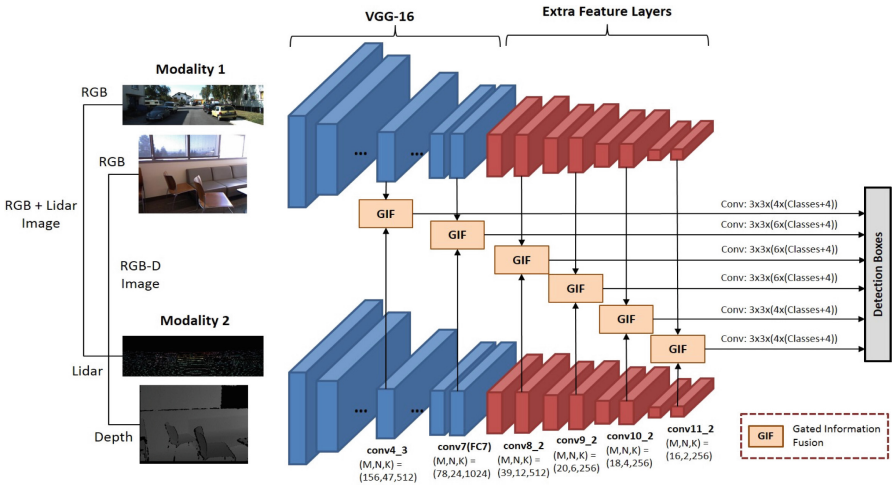 VGG-16
Extra Feature Layers
Modality 1
RGB
RGB
RGB + Lidar
Image
RGB-D
Image
Modality 2
Lidar
Depth
...
...
GIF
GIF
GIF
GIF
GIF
GIF
Conv: 3x3x(4x(Classes+4))
Conv: 3x3x(6x(Classes+4))
Conv: 3x3x(6x(Classes+4))
Conv: 3x3x(6x(Classes+4))
Conv: 3x3x(4x(Classes+4))
Conv: 3x3x(4x(Classes+4))
Detection Boxes
...
...
conv4_3
(M,N,K) =
(156,47,512)
conv7(FC7)
(M,N,K) =
(78,24,1024)
conv8_2
(M,N,K) =
(39,12,512)
conv9_2
(M,N,K) =
(20,6,256)
conv10_2
(M,N,K) =
(18,4,256)
conv11_2
(M,N,K) =
(16,2,256)
GIF
Gated Information
Fusion